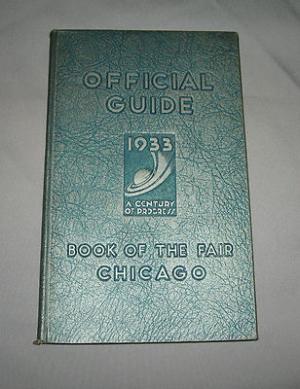 OFFICIAL
GUIDE
1933
A CENTURY
OF PROGRESS
BOOK OF THE FAIR
CHICAGO